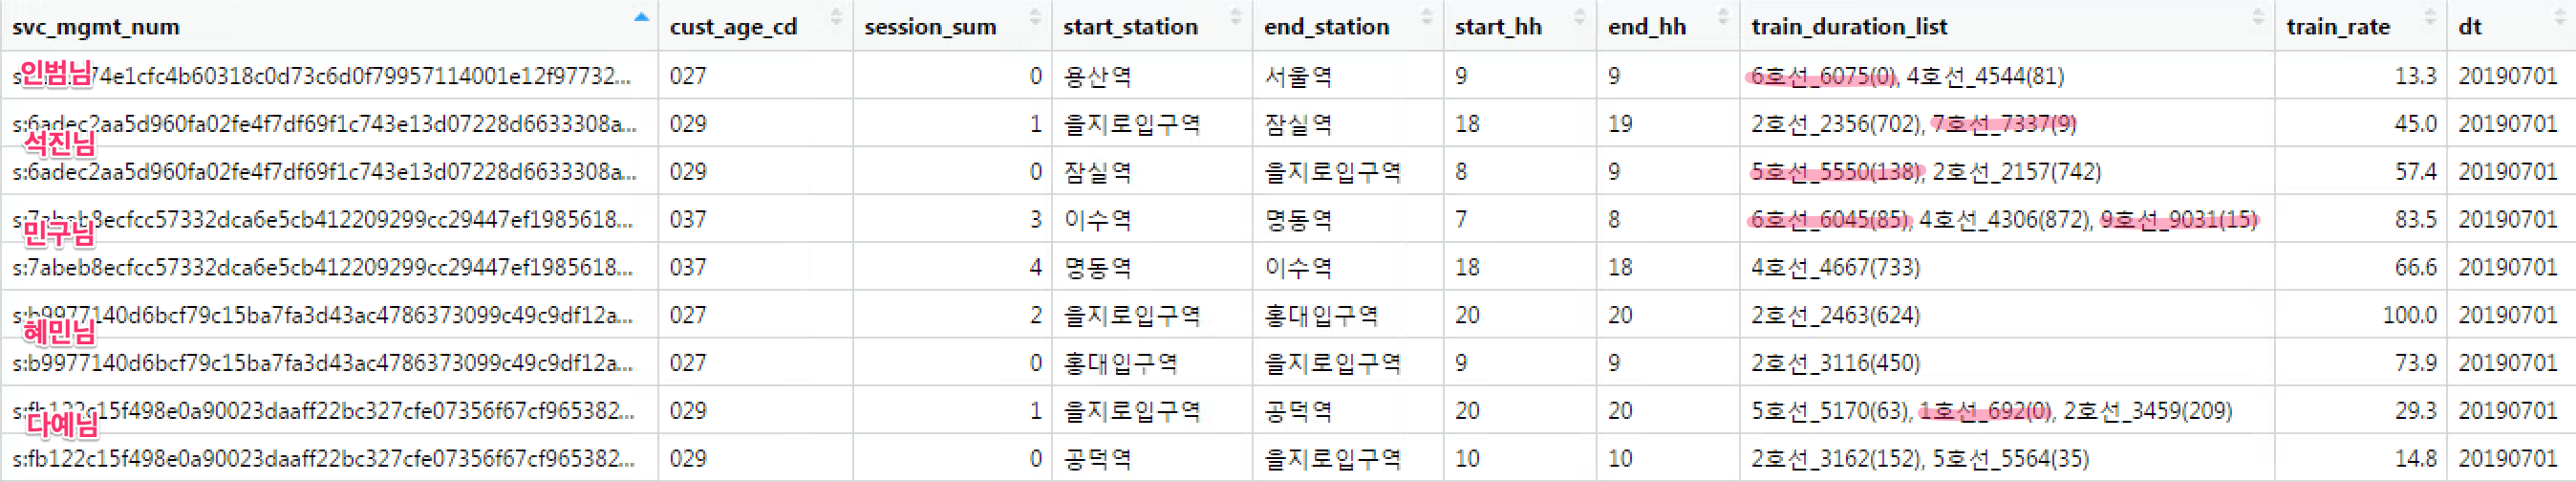 svc_mgmt_num cust_age_cd session_sum start_station end_station start_hh end_hh train_duration_list train_rate dt
인범님 74e1cfc4b60318c0d73c6d0f79957114001e12f97732... 027 0 용산역 서울역 9 9 6호선_6075(0), 4호선_4544(81) 13.3 20190701
s:6adec2aa5d960fa02fe4f7df69f1c743e13d07228d6633308a... 029 1 을지로입구역 잠실역 18 19 2호선_2356(702), 7호선_7337(9) 45.0 20190701
석진님
s:6adec2aa5d960fa02fe4f7df69f1c743e13d07228d6633308a... 029 0 잠실역 을지로입구역 8 9 5호선_5550(138), 2호선_2157(742) 57.4 20190701
s:7abeb8ecfcc57332dca6e5cb412209299cc29447ef1985618... 037 3 이수역 명동역 7 8 6호선_6045(85), 4호선_4306(872), 9호선_9031(15) 83.5 20190701
민구님
s:7abeb8ecfcc57332dca6e5cb412209299cc29447ef1985618... 037 4 명동역 이수역 18 18 4호선_4667(733) 66.6 20190701
s:b9977140d6bcf79c15ba7fa3d43ac4786373099c49c9df12a... 027 2 을지로입구역 홍대입구역 20 20 2호선_2463(624) 100.0 20190701
혜민님
s:b9977140d6bcf79c15ba7fa3d43ac4786373099c49c9df12a... 027 0 홍대입구역 을지로입구역 9 9 2호선_3116(450) 73.9 20190701
s:fb122c15f498e0a90023daaff22bc327cfe07356f67cf965382... 029 1 을지로입구역 공덕역 20 20 5호선_5170(63), 1호선_692(0), 2호선_3459(209) 29.3 20190701
다예님
s:fb122c15f498e0a90023daaff22bc327cfe07356f67cf965382... 029 0 공덕역 을지로입구역 10 10 2호선_3162(152), 5호선_5564(35) 14.8 20190701